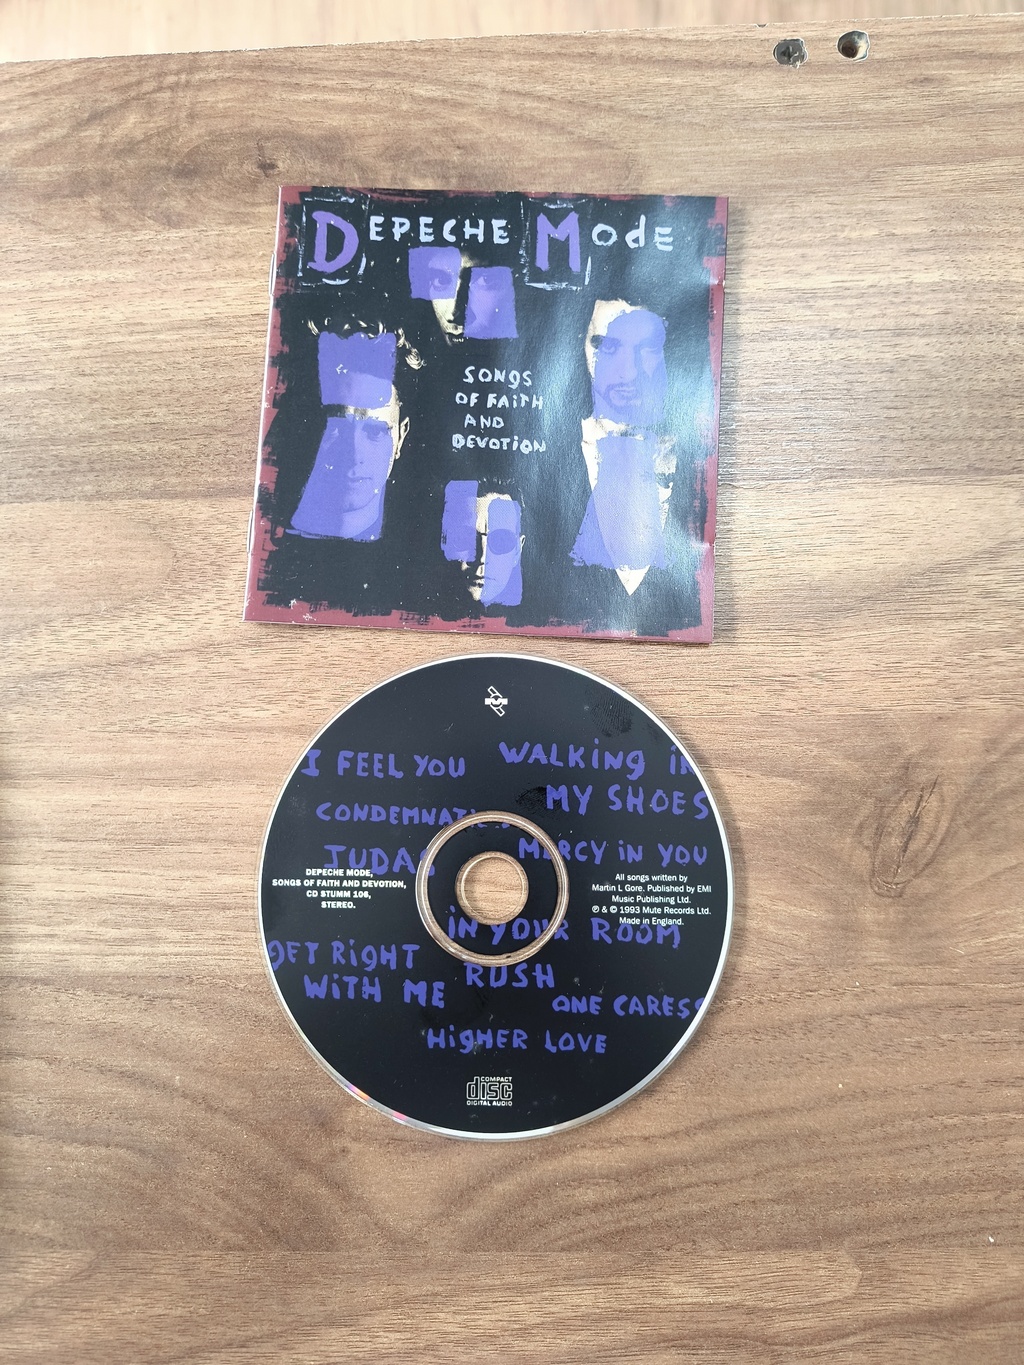 DEPECHE MOdE
SONGS
OF FAiTH
AND
DEVOTiON
I FEEL YOU WALKiNg iN
MY SHOES
CONDEMNATI
JUDAS MERCY iN YOU
DEPECHE MODE,
SONGS OF FAITH AND DEVOTION,
CD STUMM 106,
STEREO.
All songs written by
Martin L Gore. Published by EMI
Music Publishing Ltd.
℗ & © 1993 Mute Records Ltd.
Made in England.
iN YOUR ROOM
gET RigHT
WiTH ME RUSH
ONE CARESS
HigHER LOVE
COMPACT
disc
DIGITAL AUDIO